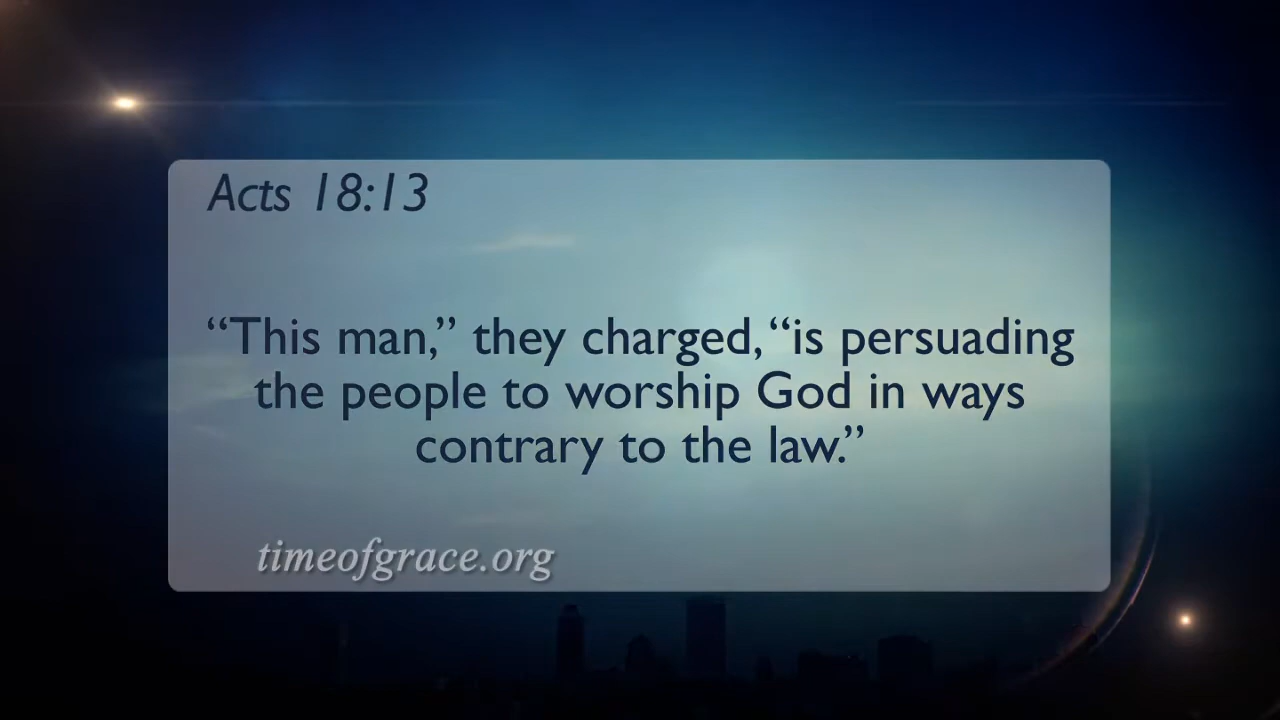 Acts 18:13
“This man,” they charged, “is persuading
the people to worship God in ways
contrary to the law.”
timeofgrace.org